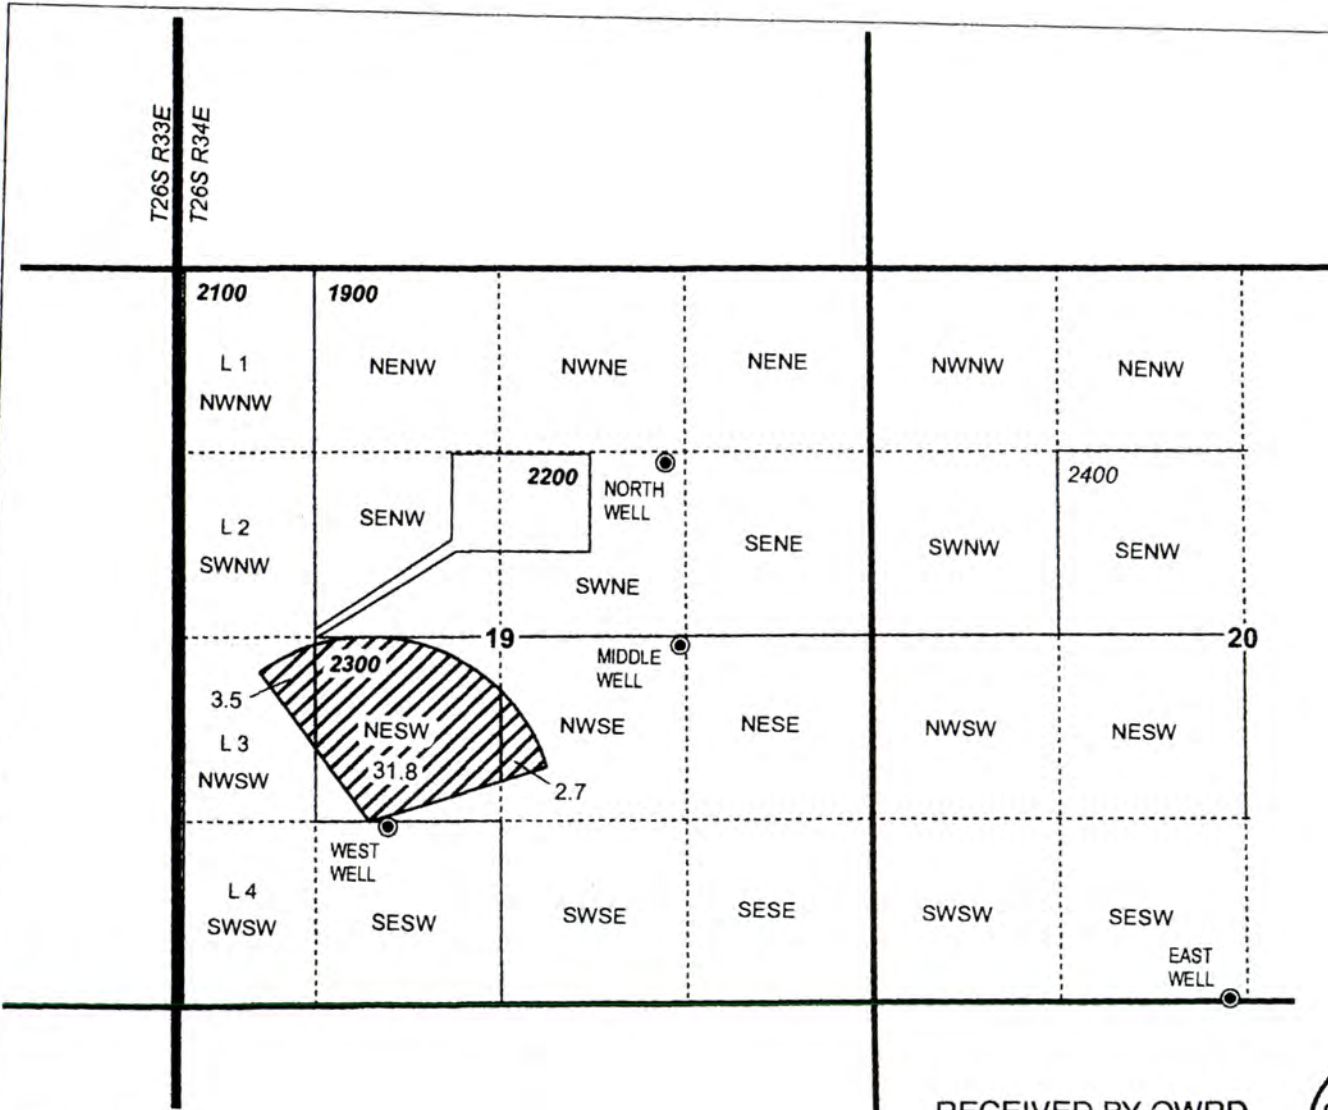 T26S R33E
T26S R34E
2100
1900
L 1
NWNW
NENW
NWNE
NENE
NWNW
NENW
2200
NORTH
WELL
2400
L 2
SWNW
SENW
SWNE
SENE
SWNW
SENW
19
20
2300
MIDDLE
WELL
3.5
L 3
NWSW
NESW
31.8
NWSE
2.7
NESE
NWSW
NESW
WEST
WELL
L 4
SWSW
SESW
SWSE
SESE
SWSW
SESW
EAST
WELL
RECEIVED BY OWRD